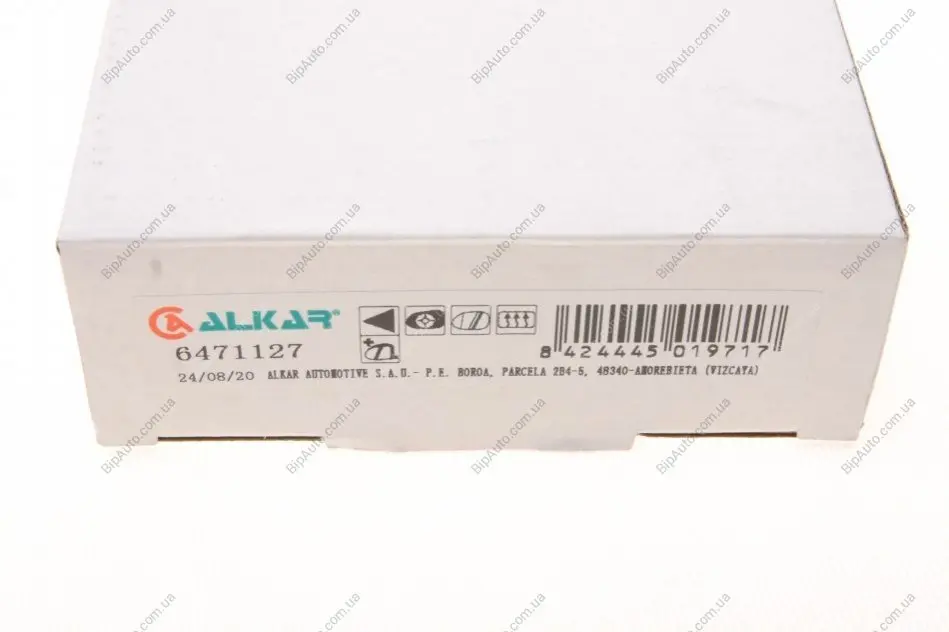 ALKAR®
6471127
8 424445 019717
24/08/20 ALKAR AUTOMOTIVE S.A.U.- P.E. BOROA, PARCELA 2B4-5, 48340-AMOREBIETA (VIZCAYA)
BipAuto.com.ua